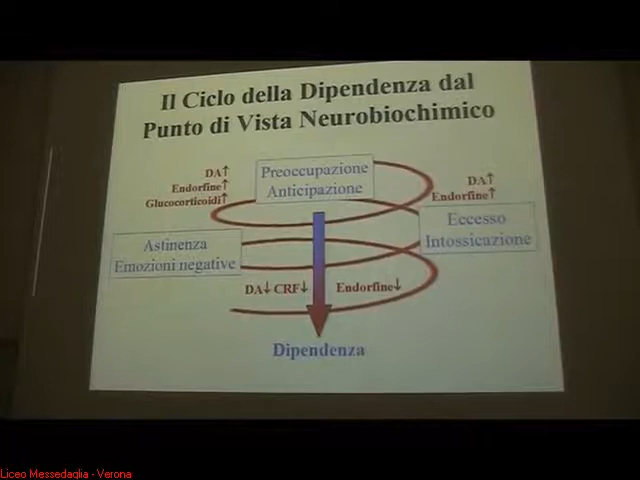 Il Ciclo della Dipendenza dal
Punto di Vista Neurobiochimico
DA↑
Endorfine↑
Glucocorticoidi↑
Preoccupazione
Anticipazione
DA↑
Endorfine↑
Eccesso
Intossicazione
Astinenza
Emozioni negative
DA↓ CRF↓
Endorfine↓
Dipendenza
Liceo Messedaglia - Verona